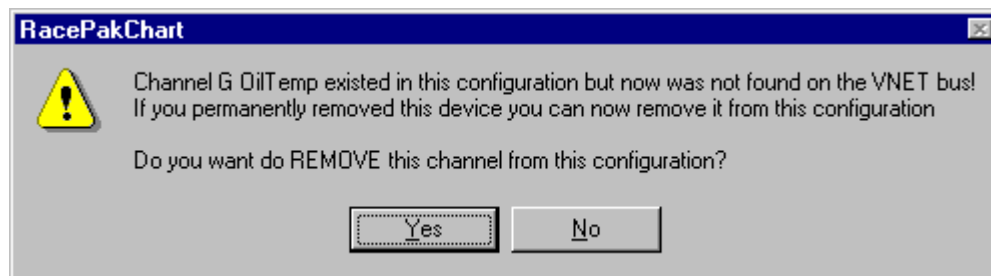 RacePakChart
Channel G OilTemp existed in this configuration but now was not found on the VNET bus!
If you permanently removed this device you can now remove it from this configuration
Do you want do REMOVE this channel from this configuration?
Yes
No